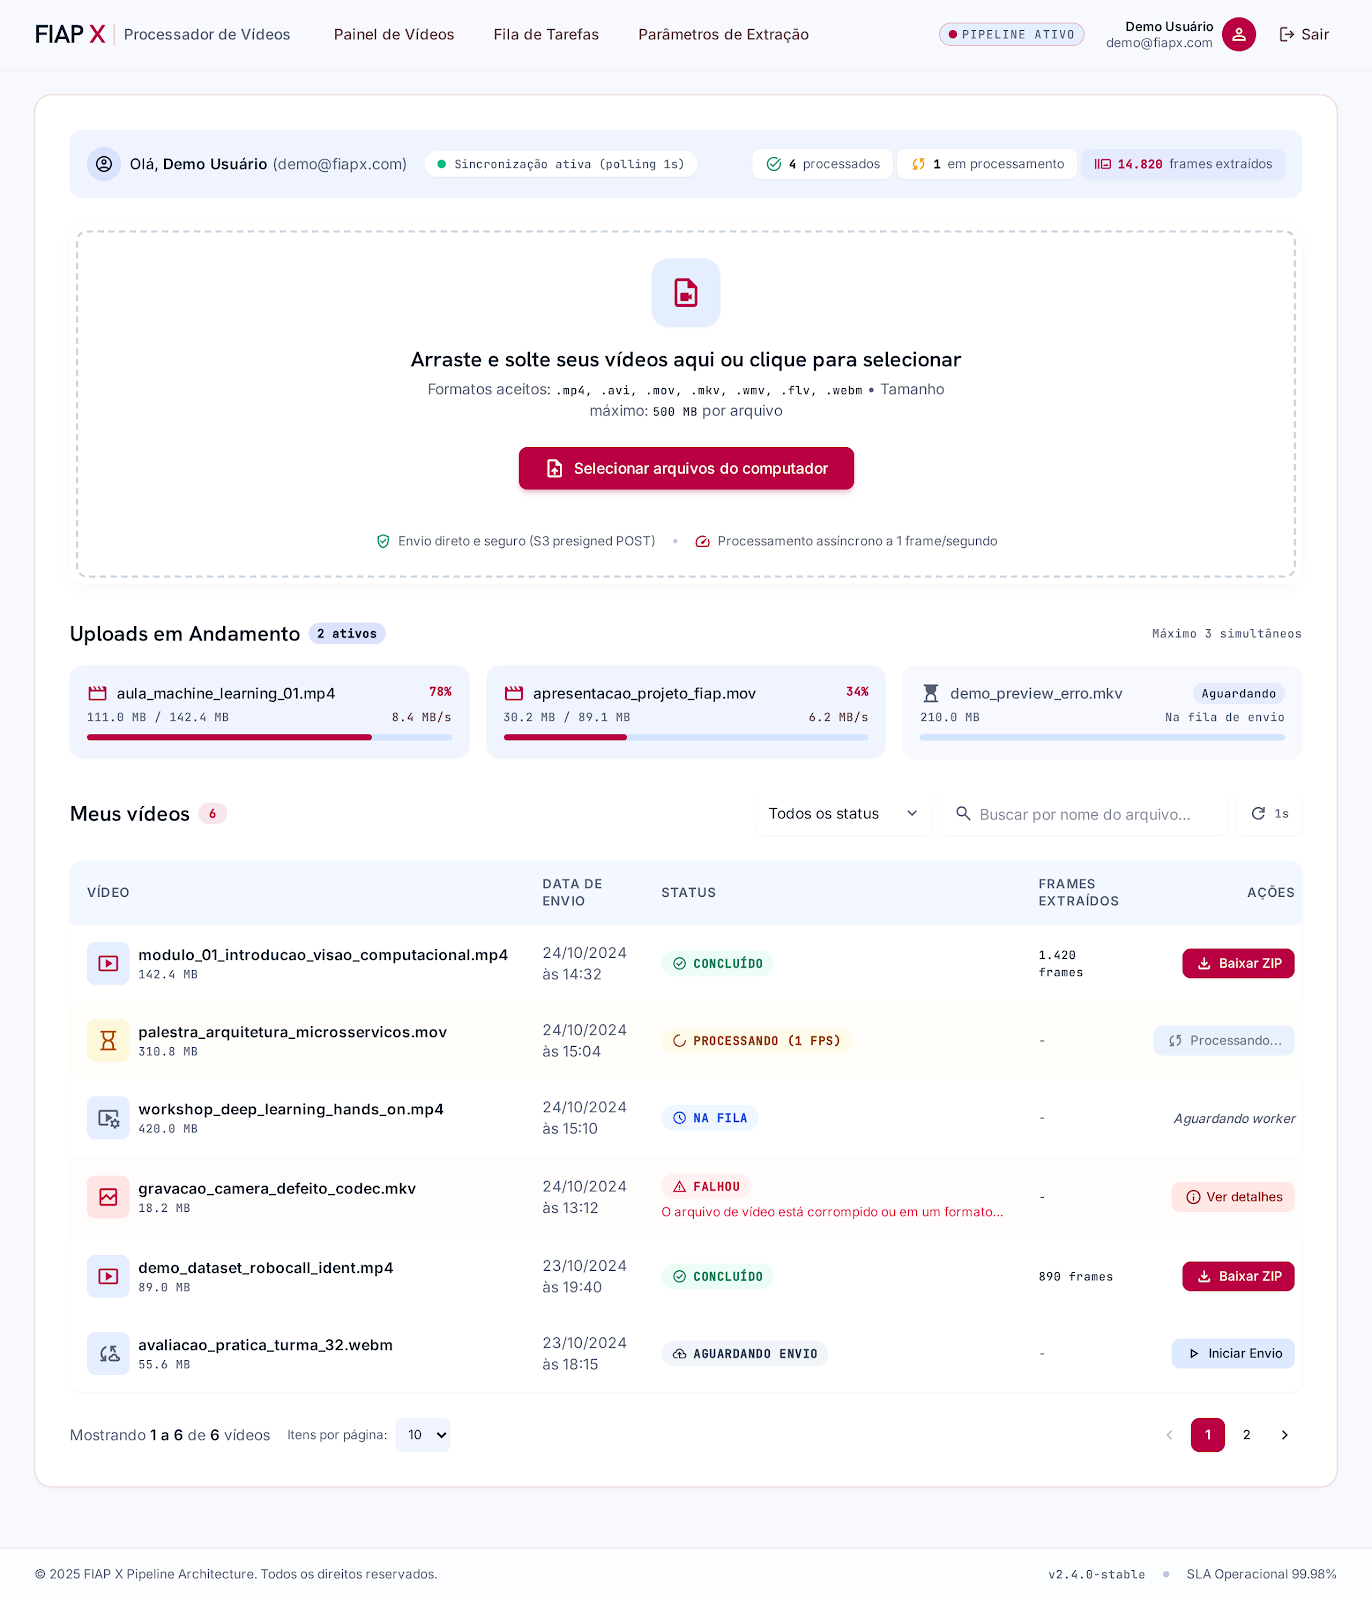 FIAP X Processador de Vídeos Painel de Vídeos Fila de Tarefas Parâmetros de Extração PIPELINE ATIVO Demo Usuário Sair
demo@fiapx.com
Olá, Demo Usuário (demo@fiapx.com) Sincronização ativa (polling 1s) 4 processados 1 em processamento 14.820 frames extraídos
Arraste e solte seus vídeos aqui ou clique para selecionar
Formatos aceitos: .mp4, .avi, .mov, .mkv, .wmv, .flv, .webm • Tamanho
máximo: 500 MB por arquivo
Selecionar arquivos do computador
Envio direto e seguro (S3 presigned POST) • Processamento assíncrono a 1 frame/segundo
Uploads em Andamento 2 ativos Máximo 3 simultâneos
aula_machine_learning_01.mp4 78%
111.0 MB / 142.4 MB 8.4 MB/s
apresentacao_projeto_fiap.mov 34%
30.2 MB / 89.1 MB 6.2 MB/s
demo_preview_erro.mkv Aguardando
210.0 MB Na fila de envio
Meus vídeos 6 Todos os status Buscar por nome do arquivo... 1s
VÍDEO DATA DE ENVIO STATUS FRAMES EXTRAÍDOS AÇÕES
modulo_01_introducao_visao_computacional.mp4
142.4 MB
24/10/2024
às 14:32
CONCLUÍDO
1.420
frames
Baixar ZIP
palestra_arquitetura_microsservicos.mov
310.8 MB
24/10/2024
às 15:04
PROCESSANDO (1 FPS)
-
Processando...
workshop_deep_learning_hands_on.mp4
420.0 MB
24/10/2024
às 15:10
NA FILA
-
Aguardando worker
gravacao_camera_defeito_codec.mkv
18.2 MB
24/10/2024
às 13:12
FALHOU
O arquivo de vídeo está corrompido ou em um formato...
-
Ver detalhes
demo_dataset_robocall_ident.mp4
89.0 MB
23/10/2024
às 19:40
CONCLUÍDO
890 frames
Baixar ZIP
avaliacao_pratica_turma_32.webm
55.6 MB
23/10/2024
às 18:15
AGUARDANDO ENVIO
-
Iniciar Envio
Mostrando 1 a 6 de 6 vídeos Itens por página: 10 1 2
© 2025 FIAP X Pipeline Architecture. Todos os direitos reservados. v2.4.0-stable • SLA Operacional 99.98%